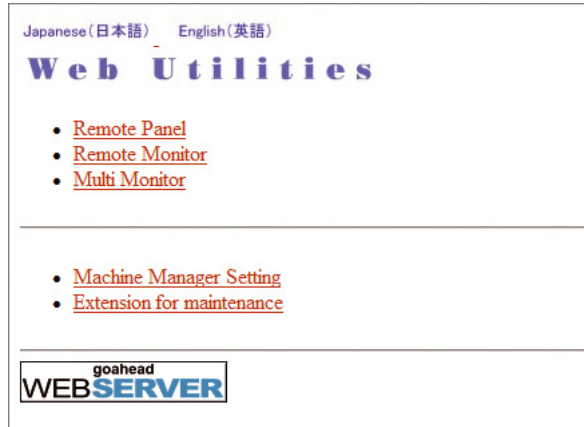 Japanese(日本語) English(英語)
Web Utilities
Remote Panel
Remote Monitor
Multi Monitor
Machine Manager Setting
Extension for maintenance
goahead
WEBSERVER